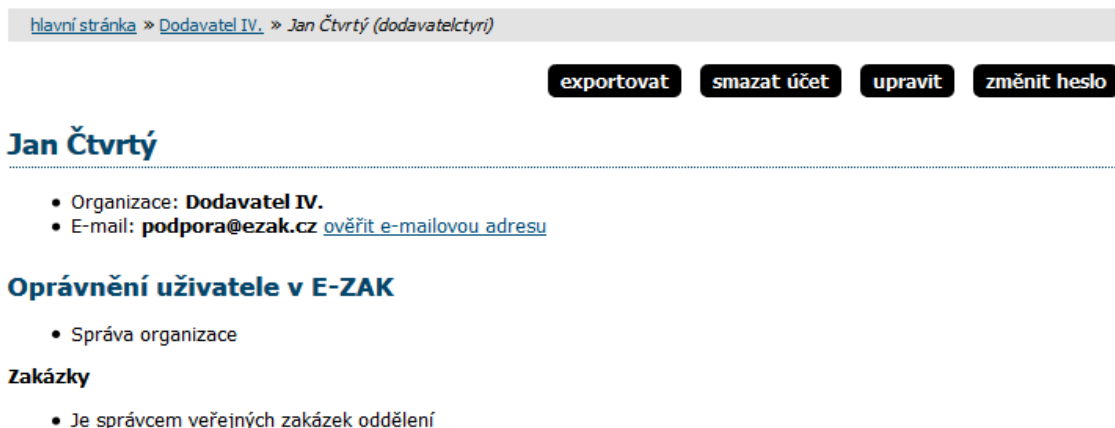 hlavní stránka » Dodavatel IV. » Jan Čtvrtý (dodavatelctyri)
exportovat smazat účet upravit změnit heslo
Jan Čtvrtý
• Organizace: Dodavatel IV.
• E-mail: podpora@ezak.cz ověřit e-mailovou adresu
Oprávnění uživatele v E-ZAK
• Správa organizace
Zakázky
• Je správcem veřejných zakázek oddělení